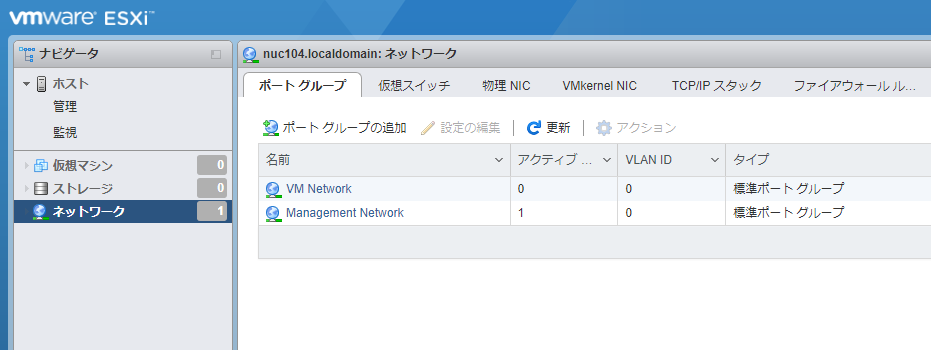 vmware ESXi™
ナビゲータ
ホスト
管理
監視
仮想マシン 0
ストレージ 0
ネットワーク 1
nuc104.localdomain: ネットワーク
ポート グループ 仮想スイッチ 物理 NIC VMkernel NIC TCP/IP スタック ファイアウォール ル...
ポート グループの追加 設定の編集 更新 アクション
名前 アクティブ ... VLAN ID タイプ
VM Network 0 0 標準ポート グループ
Management Network 1 0 標準ポート グループ